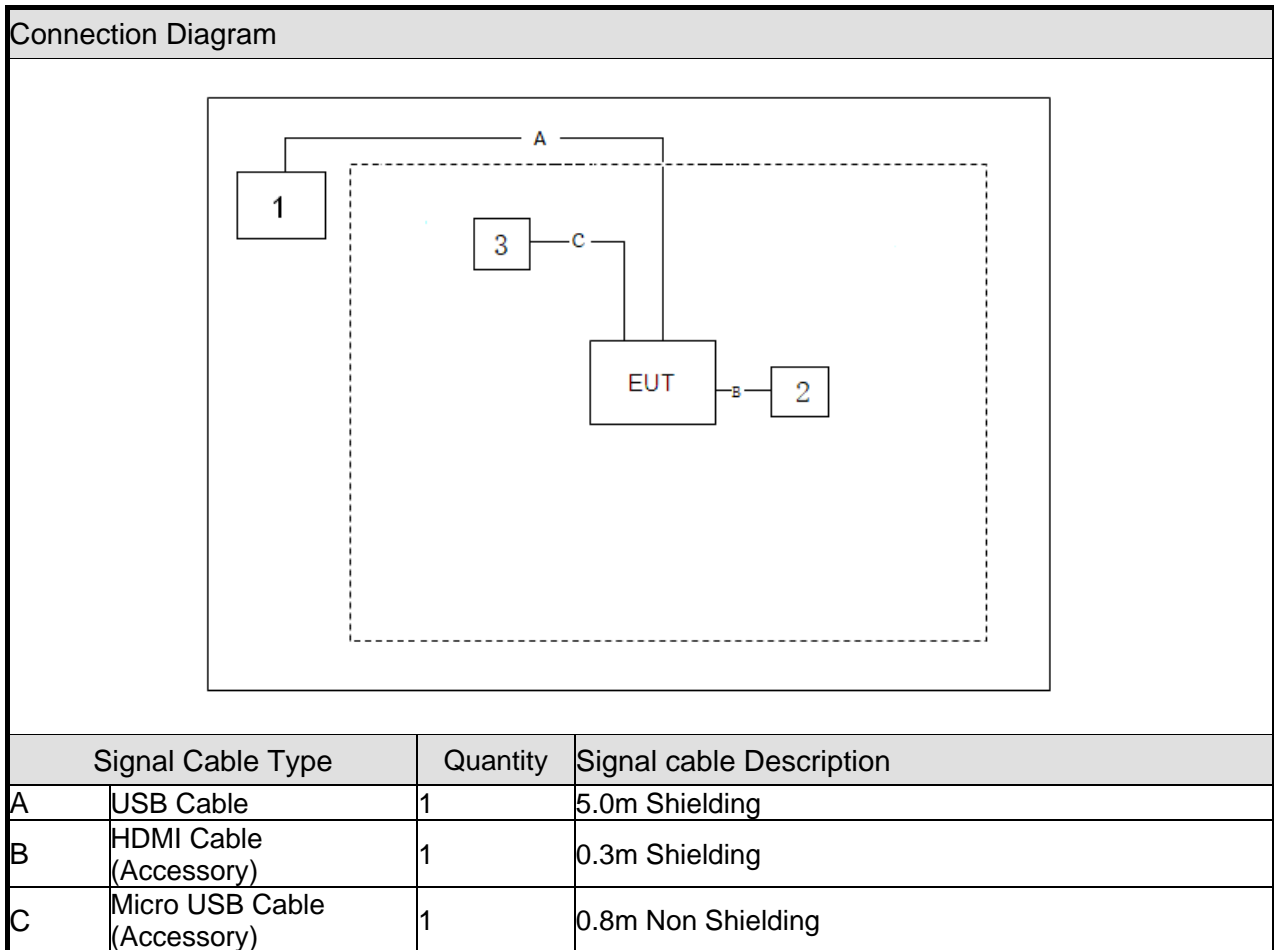 Connection Diagram
A
1
3
C
EUT
B
2
Signal Cable Type Quantity Signal cable Description
A USB Cable 1 5.0m Shielding
B HDMI Cable (Accessory) 1 0.3m Shielding
C Micro USB Cable (Accessory) 1 0.8m Non Shielding